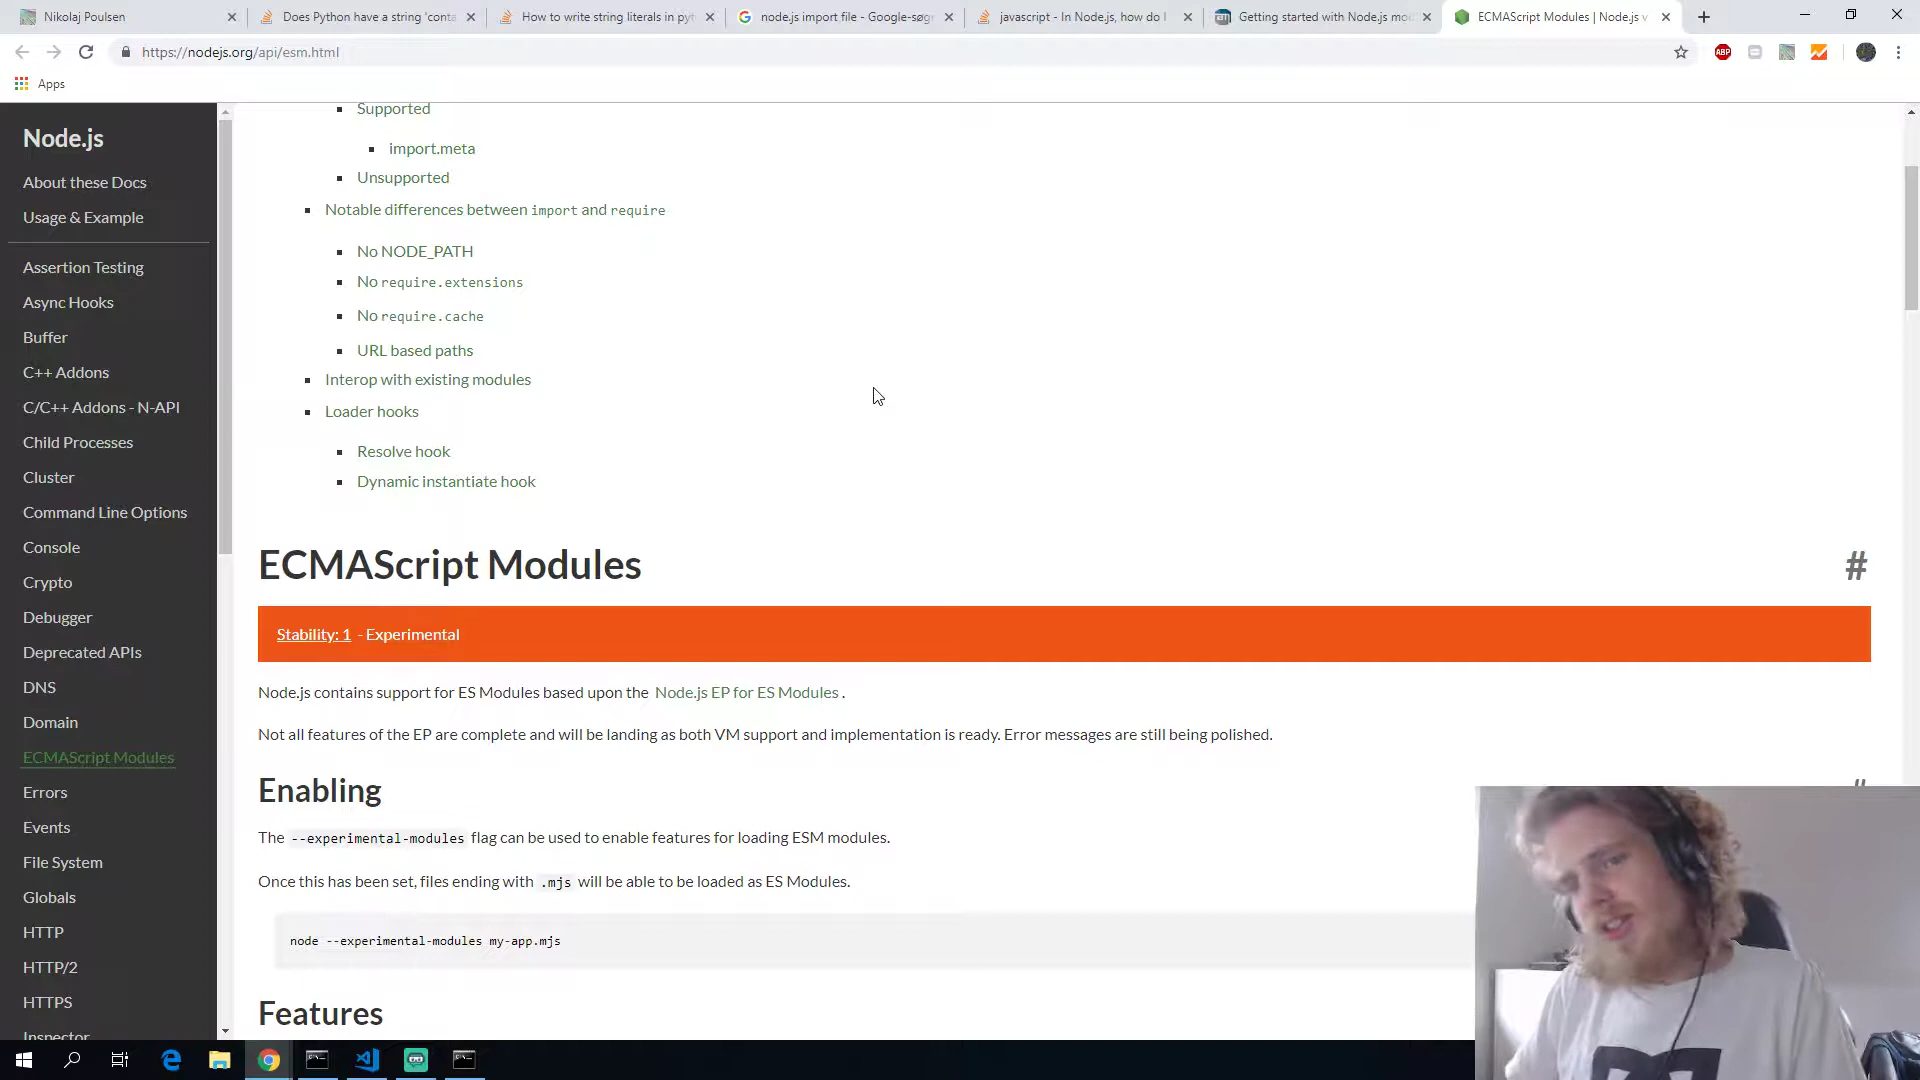 Nikolaj Poulsen
Does Python have a string 'conta
How to write string literals in pyt
node.js import file - Google-søg
javascript - In Node.js, how do I
Getting started with Node.js mo
ECMAScript Modules | Node.js v
https://nodejs.org/api/esm.html
ABP
Apps
Node.js
About these Docs
Usage & Example
Assertion Testing
Async Hooks
Buffer
C++ Addons
C/C++ Addons - N-API
Child Processes
Cluster
Command Line Options
Console
Crypto
Debugger
Deprecated APIs
DNS
Domain
ECMAScript Modules
Errors
Events
File System
Globals
HTTP
HTTP/2
HTTPS
Inspector
Supported
import.meta
Unsupported
Notable differences between import and require
No NODE_PATH
No require.extensions
No require.cache
URL based paths
Interop with existing modules
Loader hooks
Resolve hook
Dynamic instantiate hook
ECMAScript Modules #
Stability: 1 - Experimental
Node.js contains support for ES Modules based upon the Node.js EP for ES Modules .
Not all features of the EP are complete and will be landing as both VM support and implementation is ready. Error messages are still being polished.
Enabling #
The --experimental-modules flag can be used to enable features for loading ESM modules.
Once this has been set, files ending with .mjs will be able to be loaded as ES Modules.
node --experimental-modules my-app.mjs
Features